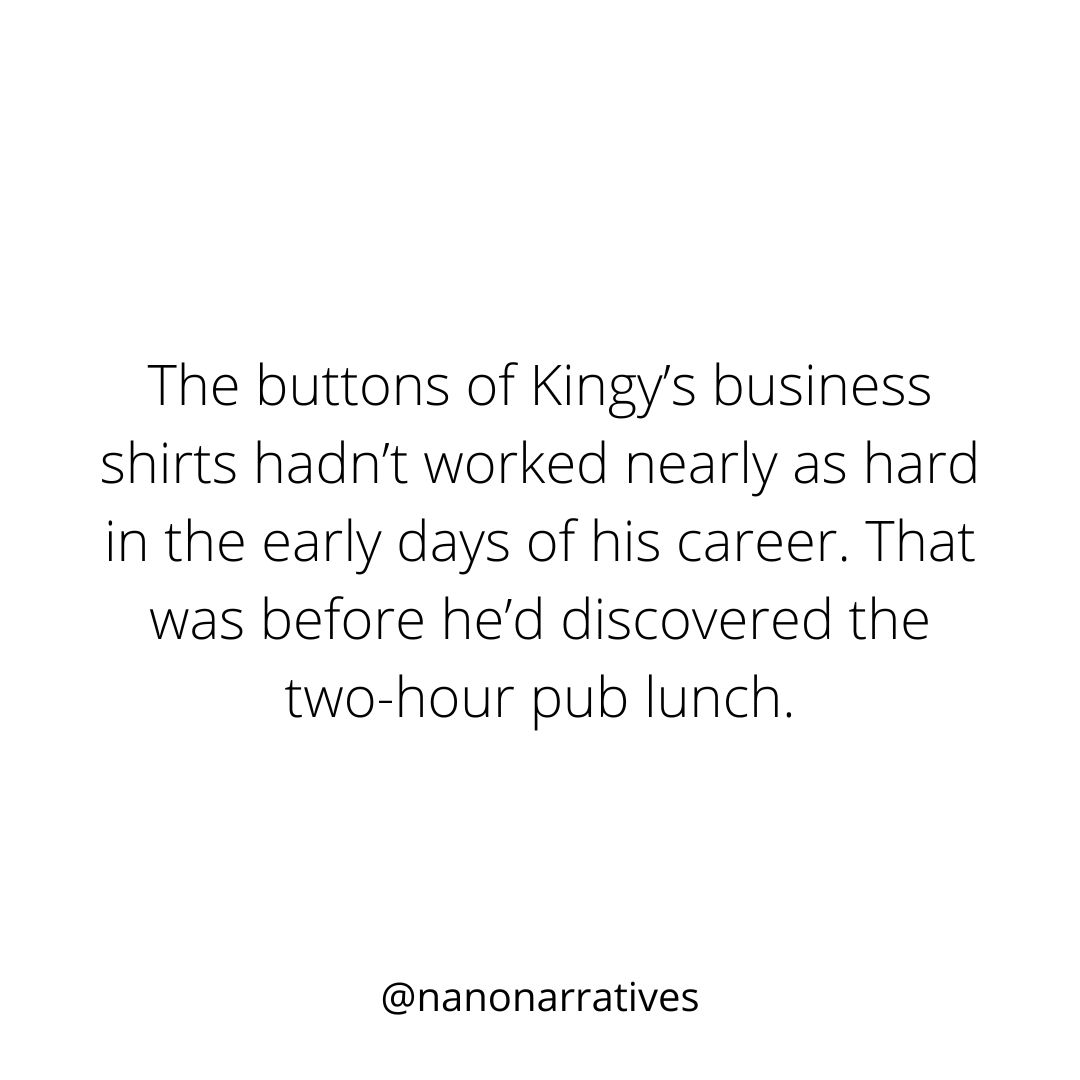 The buttons of Kingy’s business
shirts hadn’t worked nearly as hard
in the early days of his career. That
was before he’d discovered the
two-hour pub lunch.
@nanonarratives